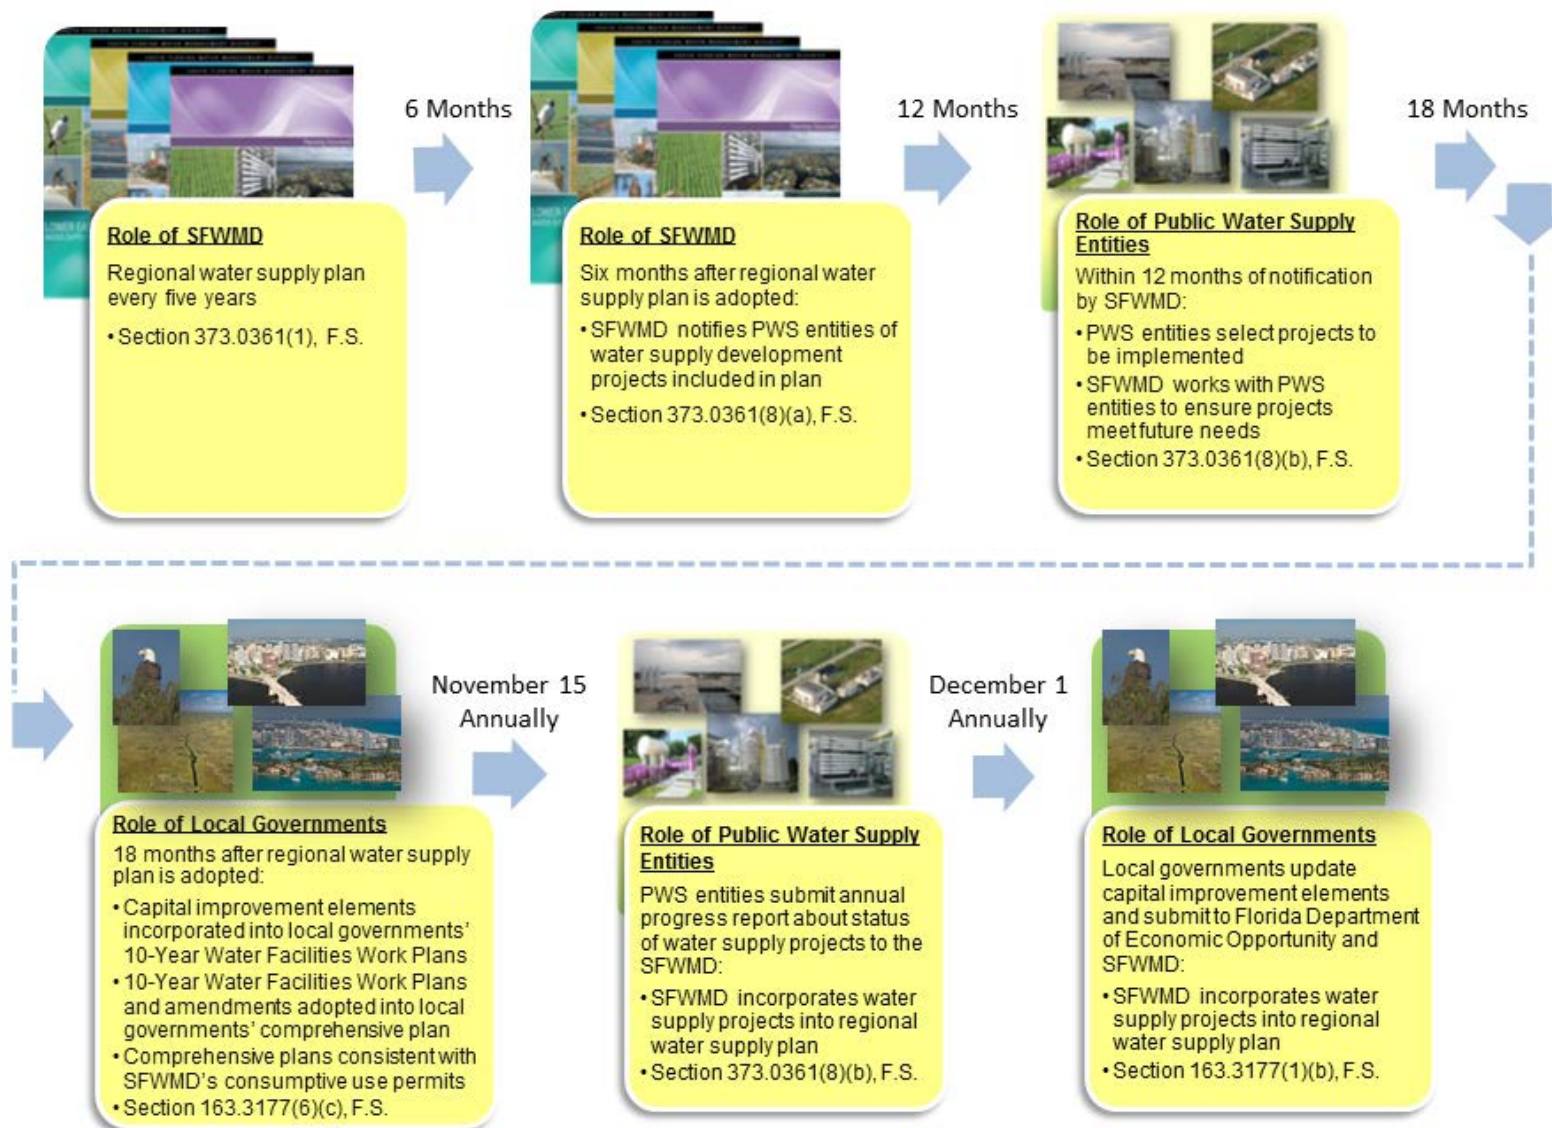 6 Months
12 Months
18 Months
Role of SFWMD
Regional water supply plan
every five years
• Section 373.0361(1), F.S.
Role of SFWMD
Six months after regional water
supply plan is adopted:
• SFWMD notifies PWS entities of
water supply development
projects included in plan
• Section 373.0361(8)(a), F.S.
Role of Public Water Supply
Entities
Within 12 months of notification
by SFWMD:
• PWS entities select projects to
be implemented
• SFWMD works with PWS
entities to ensure projects
meet future needs
• Section 373.0361(8)(b), F.S.
November 15
Annually
December 1
Annually
Role of Local Governments
18 months after regional water supply
plan is adopted:
• Capital improvement elements
incorporated into local governments'
10-Year Water Facilities Work Plans
• 10-Year Water Facilities Work Plans
and amendments adopted into local
governments' comprehensive plan
• Comprehensive plans consistent with
SFWMD's consumptive use permits
• Section 163.3177(6)(c), F.S.
Role of Public Water Supply
Entities
PWS entities submit annual
progress report about status
of water supply projects to the
SFWMD:
• SFWMD incorporates water
supply projects into regional
water supply plan
• Section 373.0361(8)(b), F.S.
Role of Local Governments
Local governments update
capital improvement elements
and submit to Florida Department
of Economic Opportunity and
SFWMD:
• SFWMD incorporates water
supply projects into regional
water supply plan
• Section 163.3177(1)(b), F.S.